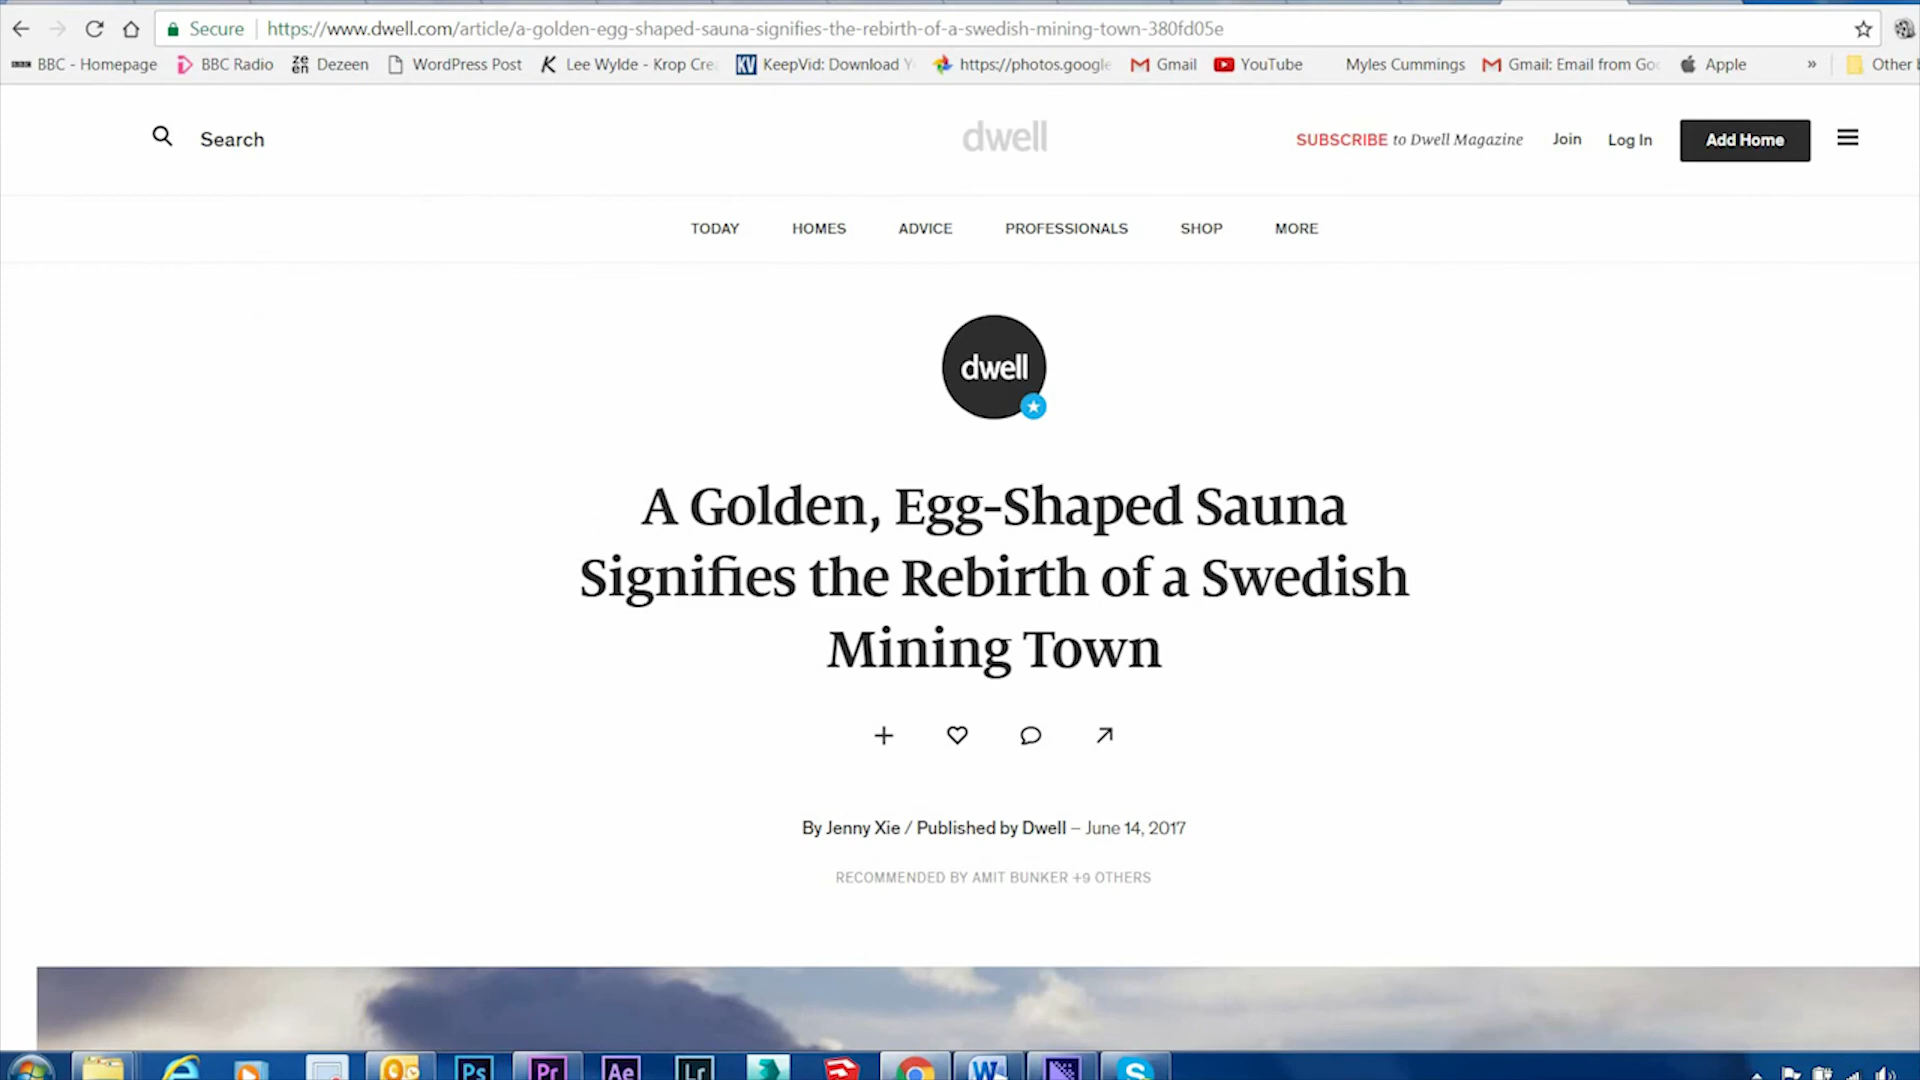 Secure https://www.dwell.com/article/a-golden-egg-shaped-sauna-signifies-the-rebirth-of-a-swedish-mining-town-380fd05e
BBC - Homepage BBC Radio Dezeen WordPress Post Lee Wylde - Krop Cre KeepVid: Download https://photos.google Gmail YouTube Myles Cummings Gmail: Email from Go Apple » Other
Search dwell SUBSCRIBE to Dwell Magazine Join Log In Add Home
TODAY HOMES ADVICE PROFESSIONALS SHOP MORE
dwell
A Golden, Egg-Shaped Sauna
Signifies the Rebirth of a Swedish
Mining Town
By Jenny Xie / Published by Dwell – June 14, 2017
RECOMMENDED BY AMIT BUNKER +9 OTHERS
Ps Pr Ae Lr W S